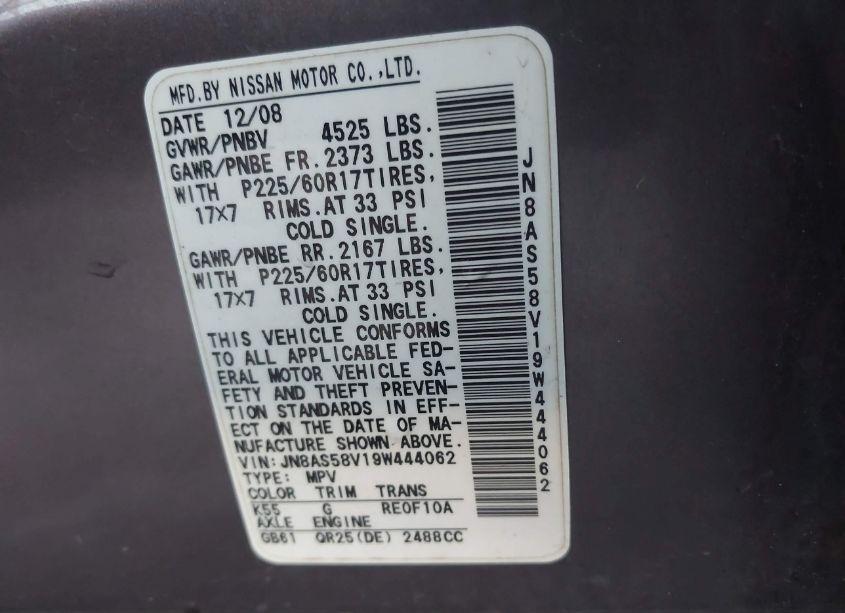 MFD.BY NISSAN MOTOR CO.,LTD.
DATE 12/08
GVWR/PNBV 4525 LBS.
GAWR/PNBE FR.2373 LBS.
WITH P225/60R17TIRES,
17×7 RIMS.AT 33 PSI
COLD SINGLE.
GAWR/PNBE RR.2167 LBS.
WITH P225/60R17TIRES,
17×7 RIMS.AT 33 PSI
COLD SINGLE.
THIS VEHICLE CONFORMS
TO ALL APPLICABLE FED-
ERAL MOTOR VEHICLE SA-
FETY AND THEFT PREVEN-
TION STANDARDS IN EFF-
ECT ON THE DATE OF MA-
NUFACTURE SHOWN ABOVE.
VIN:JN8AS58V19W444062
TYPE: MPV
COLOR TRIM TRANS
K55 G RE0F10A
AXLE ENGINE
GB61 QR25(DE) 2488CC
JN8AS58V19W444062